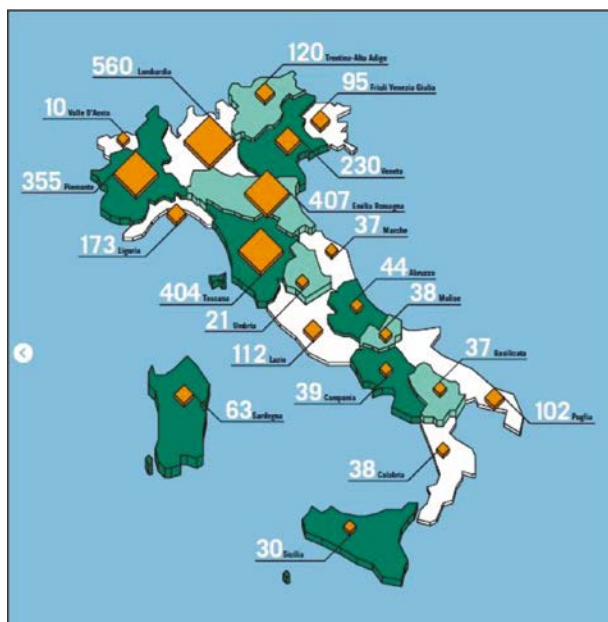 120 Trentino-Alto Adige
560 Lombardia
95 Friuli Venezia Giulia
10 Valle D'Aosta
230 Veneto
355 Piemonte
407 Emilia Romagna
173 Liguria
37 Marche
404 Toscana
44 Abruzzo
21 Umbria
38 Molise
112 Lazio
37 Basilicata
39 Campania
63 Sardegna
102 Puglia
38 Calabria
30 Sicilia